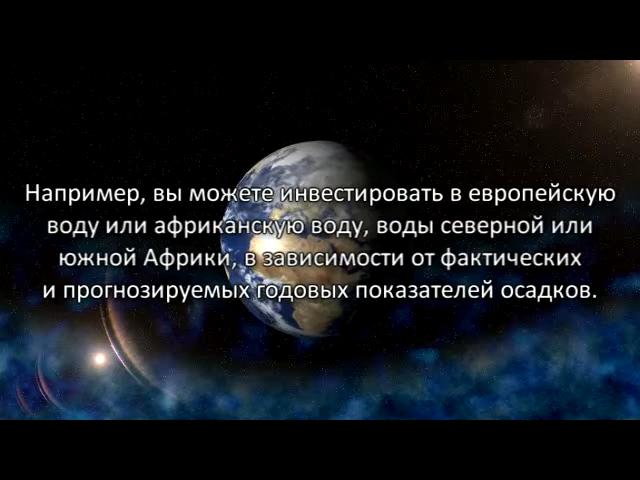 Например, вы можете инвестировать в европейскую
воду или африканскую воду, воды северной или
южной Африки, в зависимости от фактических
и прогнозируемых годовых показателей осадков.